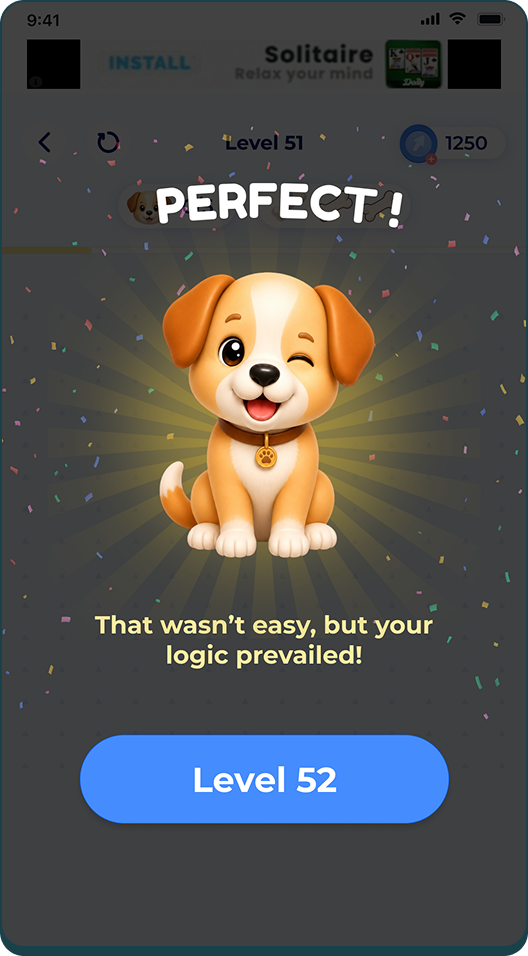 9:41
INSTALL
Solitaire
Relax your mind
Daily
Level 51
1250
PERFECT!
That wasn't easy, but your
logic prevailed!
Level 52